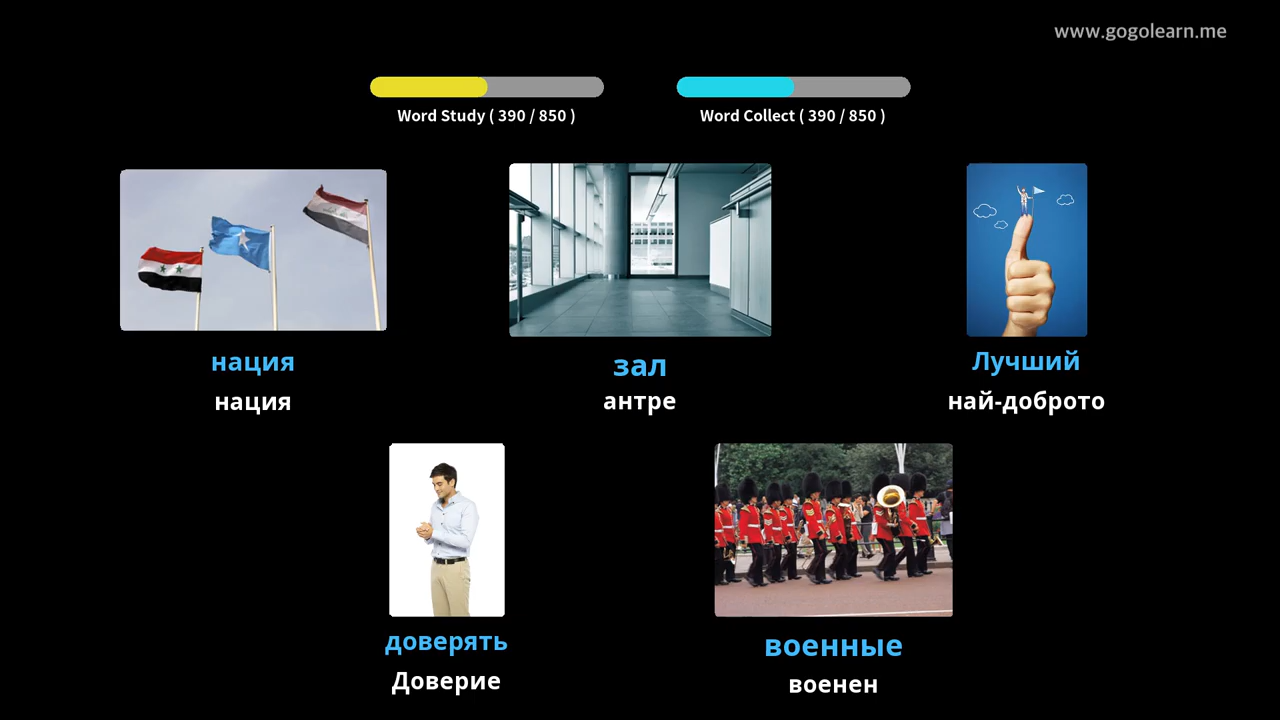 www.gogolearn.me
Word Study ( 390 / 850 )
Word Collect ( 390 / 850 )
нация
нация
зал
антре
Лучший
най-доброто
доверять
Доверие
военные
военен